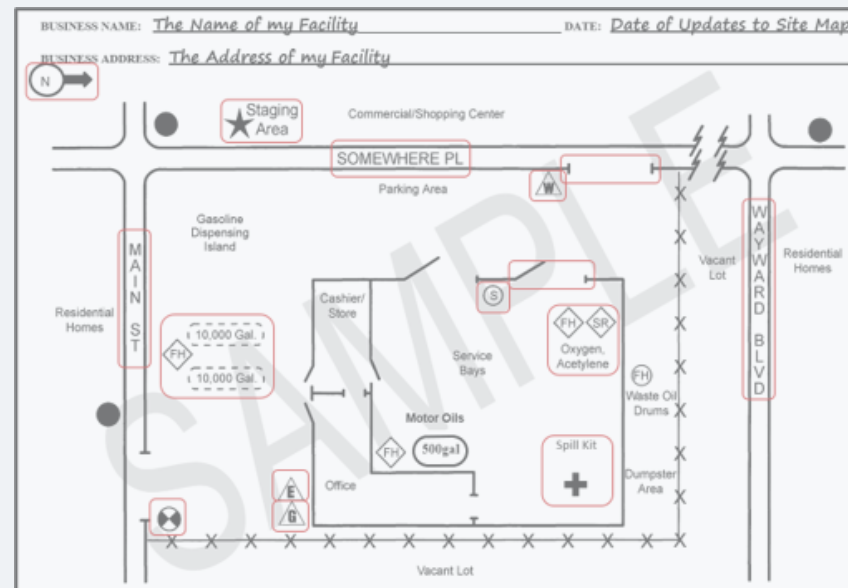 BUSINESS NAME: The Name of my Facility DATE: Date of Updates to Site Map
BUSINESS ADDRESS: The Address of my Facility
N
Staging
Area
Commercial/Shopping Center
SOMEWHERE PL
Parking Area
W
Gasoline
Dispensing
Island
MAIN ST
WAYWARD BLVD
Vacant
Lot
Residential
Homes
Residential
Homes
Cashier/
Store
S
10,000 Gal.
FH
10,000 Gal.
Service
Bays
FH SR
Oxygen,
Acetylene
FH
Waste Oil
Drums
Motor Oils
FH 500gal
Spill Kit
Dumpster
Area
Office
E
G
Vacant Lot
SAMPLE